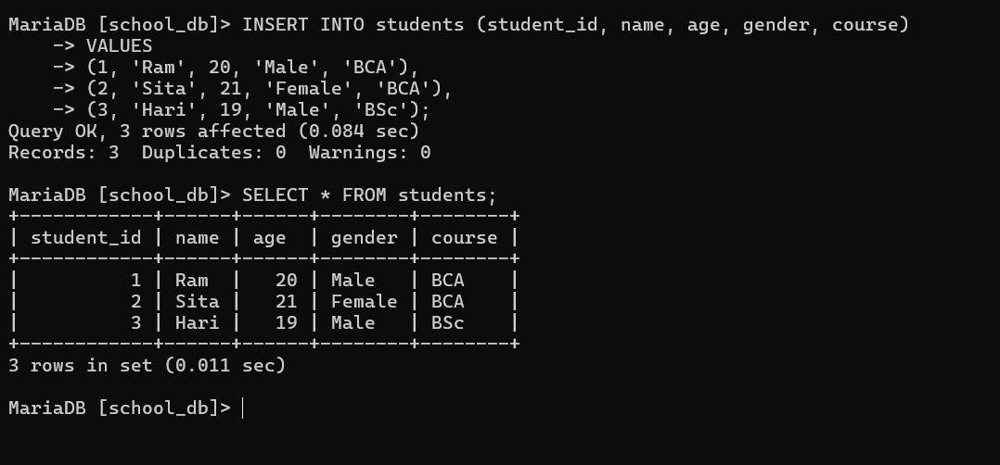 MariaDB [school_db]> INSERT INTO students (student_id, name, age, gender, course)
    -> VALUES
    -> (1, 'Ram', 20, 'Male', 'BCA'),
    -> (2, 'Sita', 21, 'Female', 'BCA'),
    -> (3, 'Hari', 19, 'Male', 'BSc');
Query OK, 3 rows affected (0.084 sec)
Records: 3  Duplicates: 0  Warnings: 0

MariaDB [school_db]> SELECT * FROM students;
+------------+------+------+--------+--------+
| student_id | name | age  | gender | course |
+------------+------+------+--------+--------+
|          1 | Ram  |   20 | Male   | BCA    |
|          2 | Sita |   21 | Female | BCA    |
|          3 | Hari |   19 | Male   | BSc    |
+------------+------+------+--------+--------+
3 rows in set (0.011 sec)

MariaDB [school_db]>